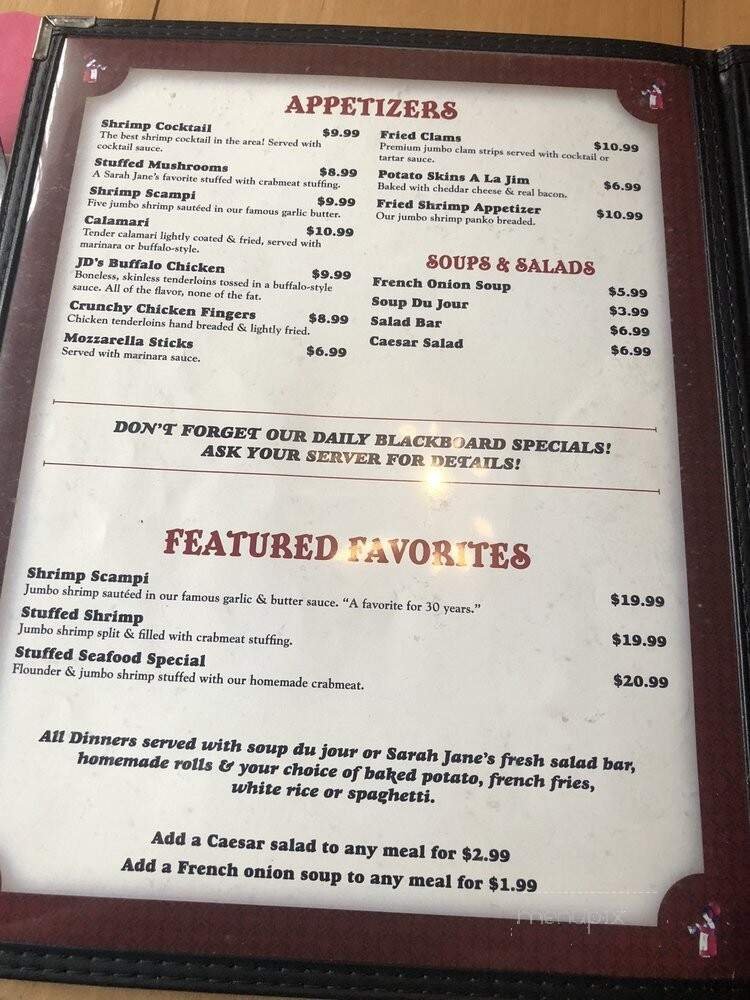 APPETIZERS
Shrimp Cocktail $9.99
The best shrimp cocktail in the area! Served with
cocktail sauce.
Stuffed Mushrooms $8.99
A Sarah Jane's favorite stuffed with crabmeat stuffing.
Shrimp Scampi $9.99
Five jumbo shrimp sautéed in our famous garlic butter.
Calamari $10.99
Tender calamari lightly coated & fried, served with
marinara or buffalo-style.
JD's Buffalo Chicken $9.99
Boneless, skinless tenderloins tossed in a buffalo-style
sauce. All of the flavor, none of the fat.
Crunchy Chicken Fingers $8.99
Chicken tenderloins hand breaded & lightly fried.
Mozzarella Sticks $6.99
Served with marinara sauce.
Fried Clams $10.99
Premium jumbo clam strips served with cocktail or
tartar sauce.
Potato Skins A La Jim $6.99
Baked with cheddar cheese & real bacon.
Fried Shrimp Appetizer $10.99
Our jumbo shrimp panko breaded.
SOUPS & SALADS
French Onion Soup $5.99
Soup Du Jour $3.99
Salad Bar $6.99
Caesar Salad $6.99
DON'T FORGET OUR DAILY BLACKBOARD SPECIALS!
ASK YOUR SERVER FOR DETAILS!
FEATURED FAVORITES
Shrimp Scampi $19.99
Jumbo shrimp sautéed in our famous garlic & butter sauce. "A favorite for 30 years."
Stuffed Shrimp $19.99
Jumbo shrimp split & filled with crabmeat stuffing.
Stuffed Seafood Special $20.99
Flounder & jumbo shrimp stuffed with our homemade crabmeat.
All Dinners served with soup du jour or Sarah Jane's fresh salad bar,
homemade rolls & your choice of baked potato, french fries,
white rice or spaghetti.
Add a Caesar salad to any meal for $2.99
Add a French onion soup to any meal for $1.99
menupix